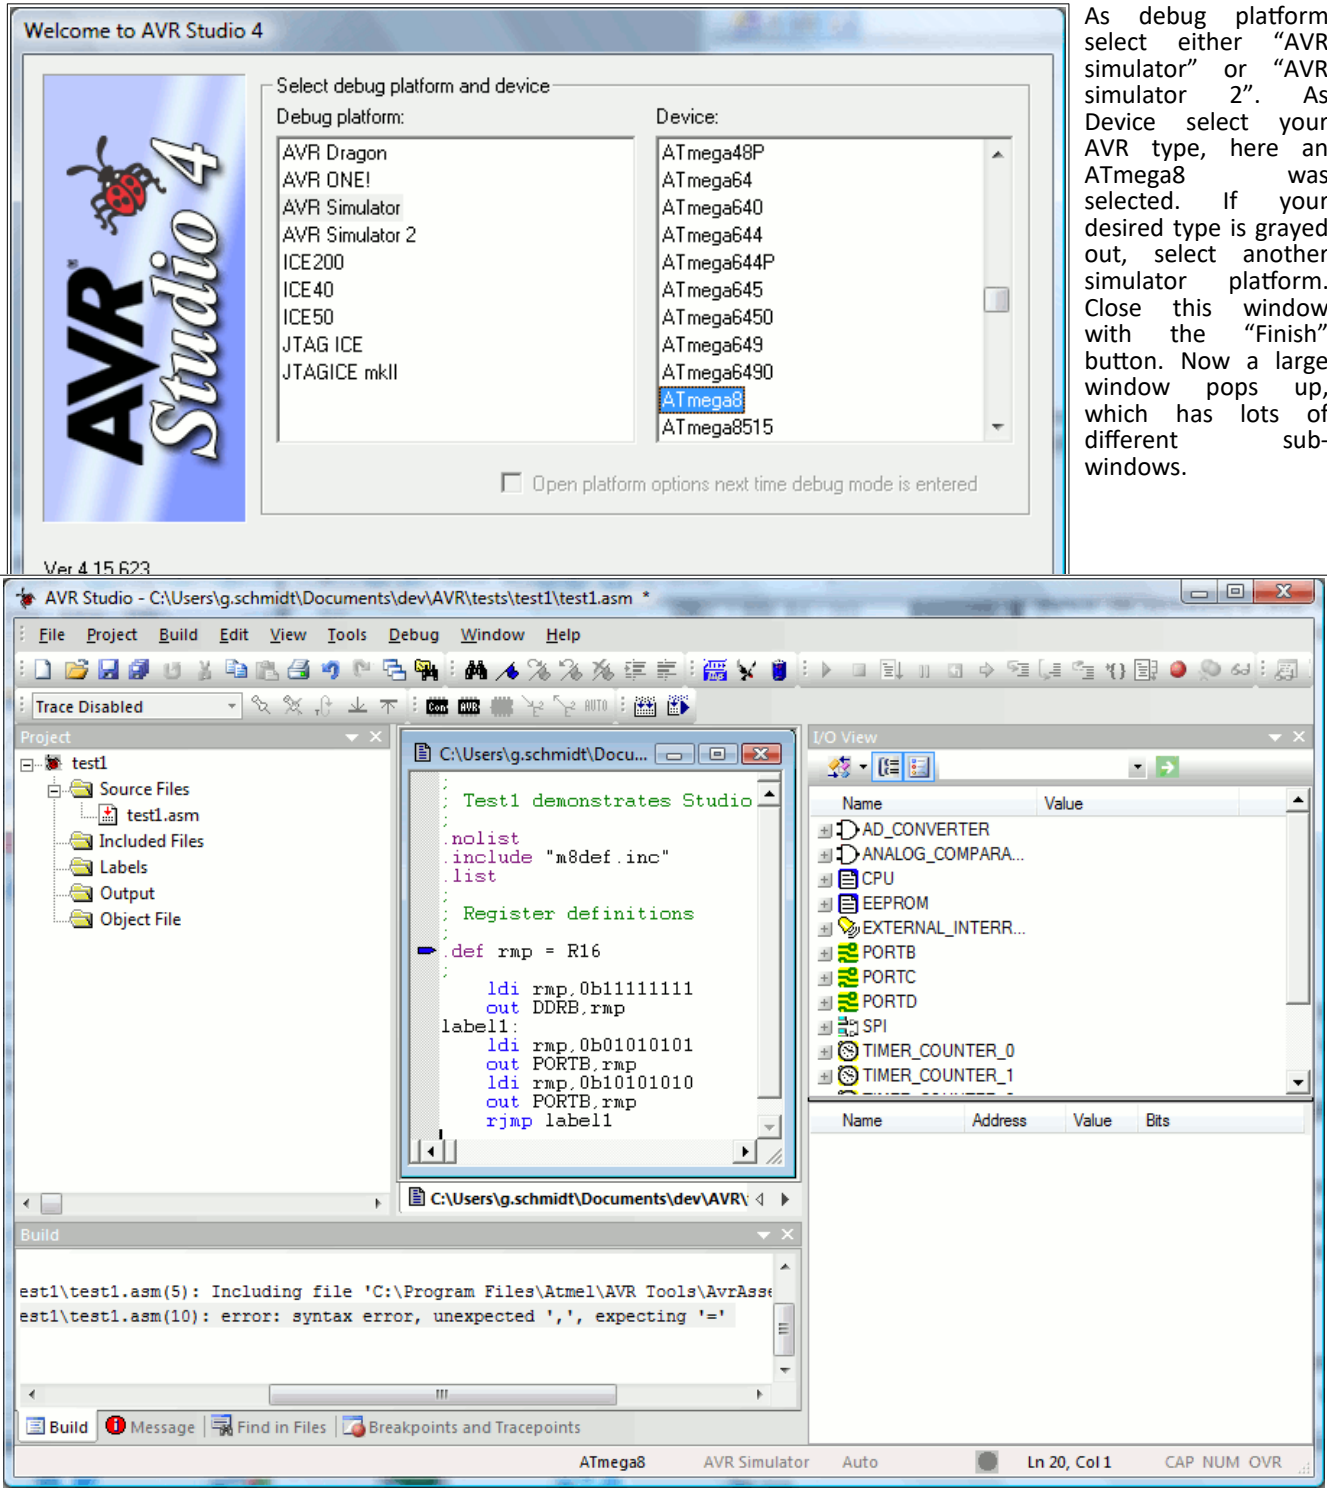 Welcome to AVR Studio 4
AVR Studio 4
Select debug platform and device
Debug platform:
Device:
AVR Dragon
AVR ONE!
AVR Simulator
AVR Simulator 2
ICE200
ICE40
ICE50
JTAG ICE
JTAGICE mkII
ATmega48P
ATmega64
ATmega640
ATmega644
ATmega644P
ATmega645
ATmega6450
ATmega649
ATmega6490
ATmega8
ATmega8515
Open platform options next time debug mode is entered
Ver 4.15.623
As debug platform
select either “AVR
simulator” or “AVR
simulator 2”. As
Device select your
AVR type, here an
ATmega8 was
selected. If your
desired type is grayed
out, select another
simulator platform.
Close this window
with the “Finish”
button. Now a large
window pops up,
which has lots of
different sub-
windows.
AVR Studio - C:\Users\g.schmidt\Documents\dev\AVR\tests\test1\test1.asm *
File Project Build Edit View Tools Debug Window Help
Trace Disabled
Con AVR AUTO
Project
test1
Source Files
test1.asm
Included Files
Labels
Output
Object File
C:\Users\g.schmidt\Docu...
;
; Test1 demonstrates Studio
;
.nolist
.include "m8def.inc"
.list
;
; Register definitions
;
.def rmp = R16
;
ldi rmp,0b11111111
out DDRB,rmp
label1:
ldi rmp,0b01010101
out PORTB,rmp
ldi rmp,0b10101010
out PORTB,rmp
rjmp label1
C:\Users\g.schmidt\Documents\dev\AVR\
I/O View
Name Value
AD_CONVERTER
ANALOG_COMPARA...
CPU
EEPROM
EXTERNAL_INTERR...
PORTB
PORTC
PORTD
SPI
TIMER_COUNTER_0
TIMER_COUNTER_1
Name Address Value Bits
Build
est1\test1.asm(5): Including file 'C:\Program Files\Atmel\AVR Tools\AvrAsse
est1\test1.asm(10): error: syntax error, unexpected ',', expecting '='
Build Message Find in Files Breakpoints and Tracepoints
ATmega8 AVR Simulator Auto Ln 20, Col 1 CAP NUM OVR